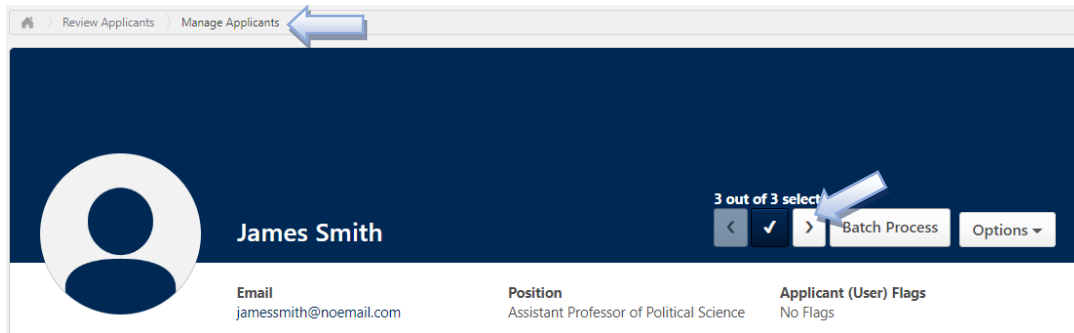 Review Applicants Manage Applicants
3 out of 3 select
James Smith
Batch Process
Options
Email
Position
Applicant (User) Flags
jamessmith@noemail.com
Assistant Professor of Political Science
No Flags